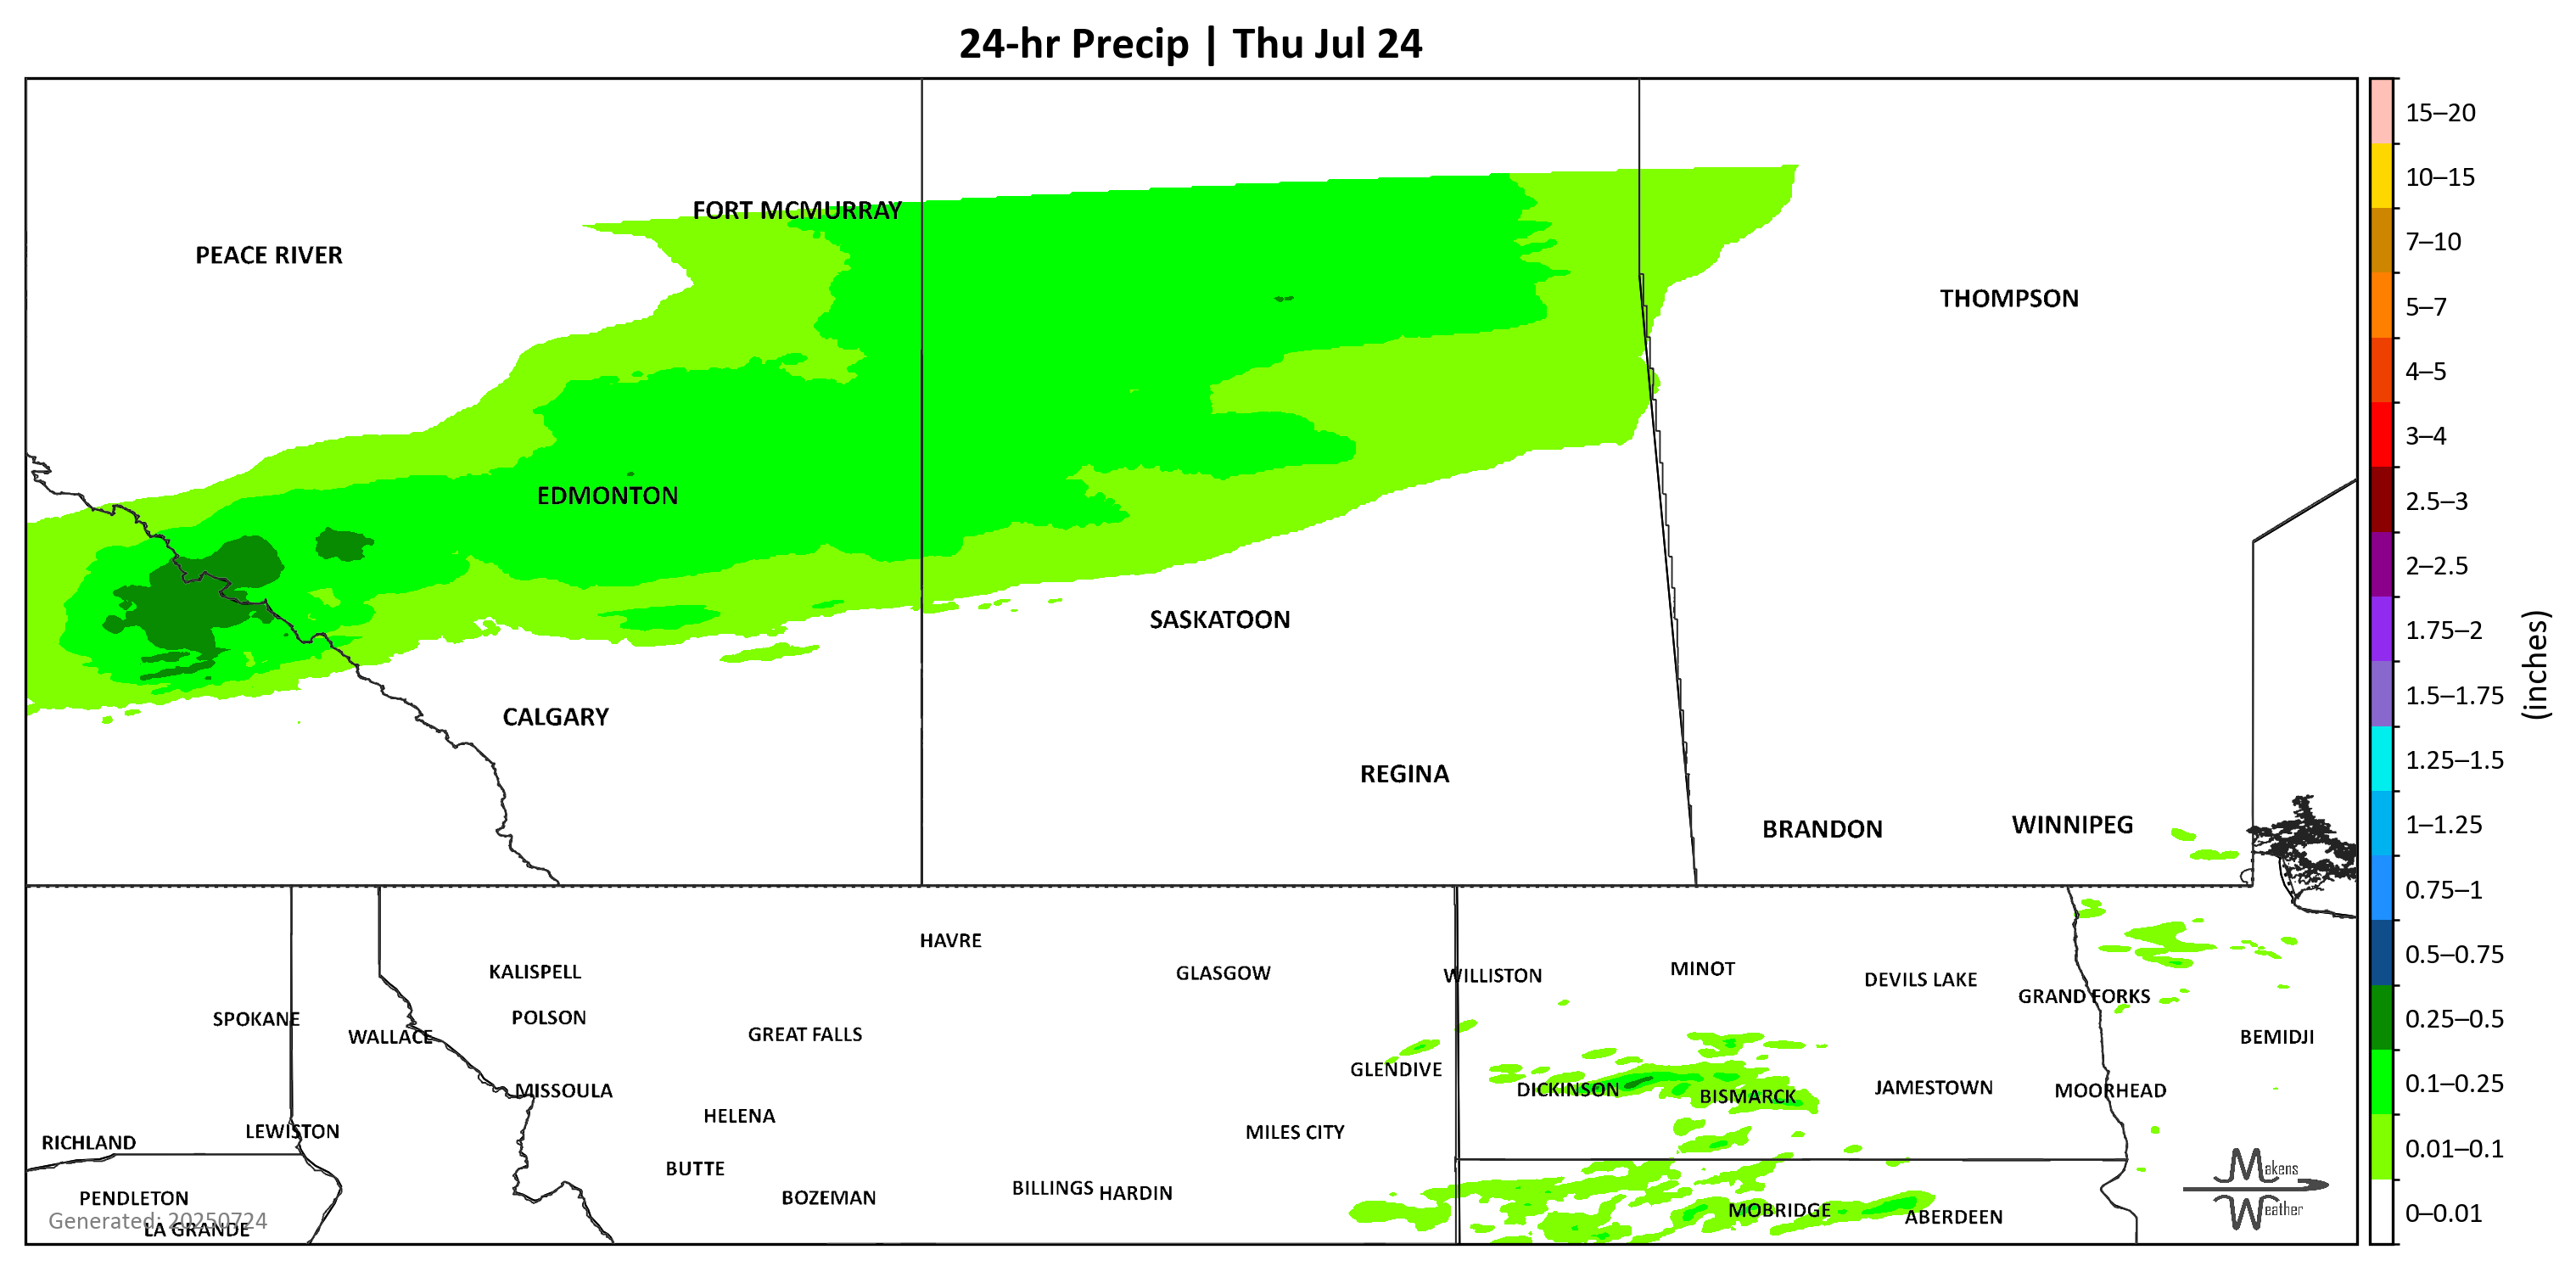 24-hr Precip | Thu Jul 24
FORT MCMURRAY
PEACE RIVER
THOMPSON
EDMONTON
SASKATOON
CALGARY
REGINA
BRANDON
WINNIPEG
HAVRE
KALISPELL
GLASGOW
WILLISTON
MINOT
DEVILS LAKE
GRAND FORKS
SPOKANE
POLSON
WALLACE
GREAT FALLS
BEMIDJI
GLENDIVE
DICKINSON
BISMARCK
JAMESTOWN
MOORHEAD
MISSOULA
HELENA
LEWISTON
MILES CITY
RICHLAND
BUTTE
BILLINGS
HARDIN
PENDLETON
BOZEMAN
MOBRIDGE
ABERDEEN
Generated: 20250724
LA GRANDE
Makens
Weather
15–20
10–15
7–10
5–7
4–5
3–4
2.5–3
2–2.5
1.75–2
1.5–1.75
1.25–1.5
1–1.25
0.75–1
0.5–0.75
0.25–0.5
0.1–0.25
0.01–0.1
0–0.01
(inches)